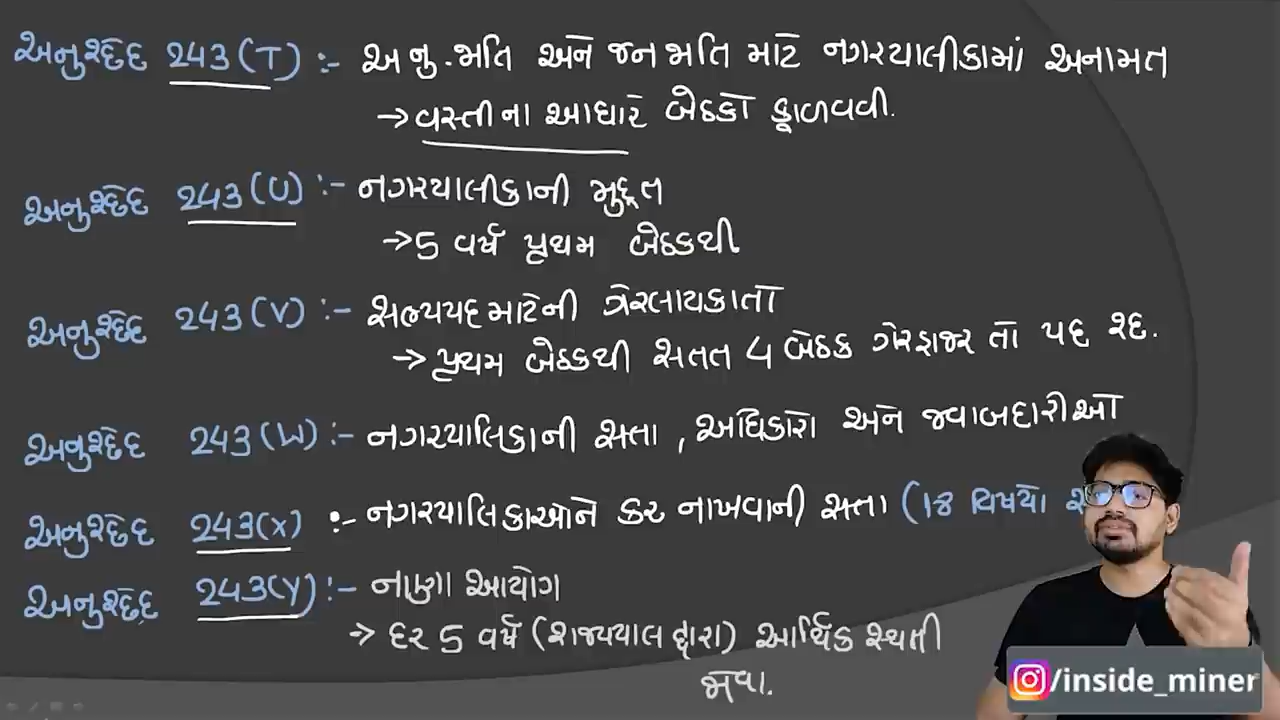 અનુચ્છેદ 243(T) :- અનુ.જાતિ અને જનજાતિ માટે નગરપાલીકામાં અનામત
→ વસ્તીના આધારે બેઠકો ફાળવવી.
અનુચ્છેદ 243(U) :- નગરપાલીકાની મુદ્દત
→ 5 વર્ષ પ્રથમ બેઠકથી
અનુચ્છેદ 243(V) :- સભ્યપદ માટેની ગેરલાયકાતો
→ પ્રથમ બેઠકથી સતત 4 બેઠક ગેરહાજર તો પદ રદ.
અનુચ્છેદ 243(W) :- નગરપાલિકાની સતા , અધિકારો અને જવાબદારીઓ
અનુચ્છેદ 243(X) :- નગરપાલિકાઓને કર નાખવાની સતા (18 વિષયો
અનુચ્છેદ 243(Y) :- નાણા આયોગ
→ દર 5 વર્ષે (રાજ્યપાલ દ્વારા) આર્થિક સ્થતી
/inside_miner